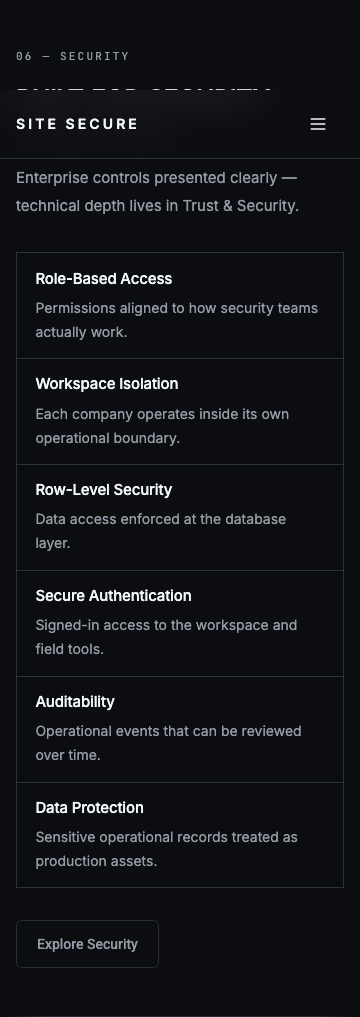 06 — SECURITY
SITE SECURE
Enterprise controls presented clearly —
technical depth lives in Trust & Security.
Role-Based Access
Permissions aligned to how security teams
actually work.
Workspace Isolation
Each company operates inside its own
operational boundary.
Row-Level Security
Data access enforced at the database
layer.
Secure Authentication
Signed-in access to the workspace and
field tools.
Auditability
Operational events that can be reviewed
over time.
Data Protection
Sensitive operational records treated as
production assets.
Explore Security